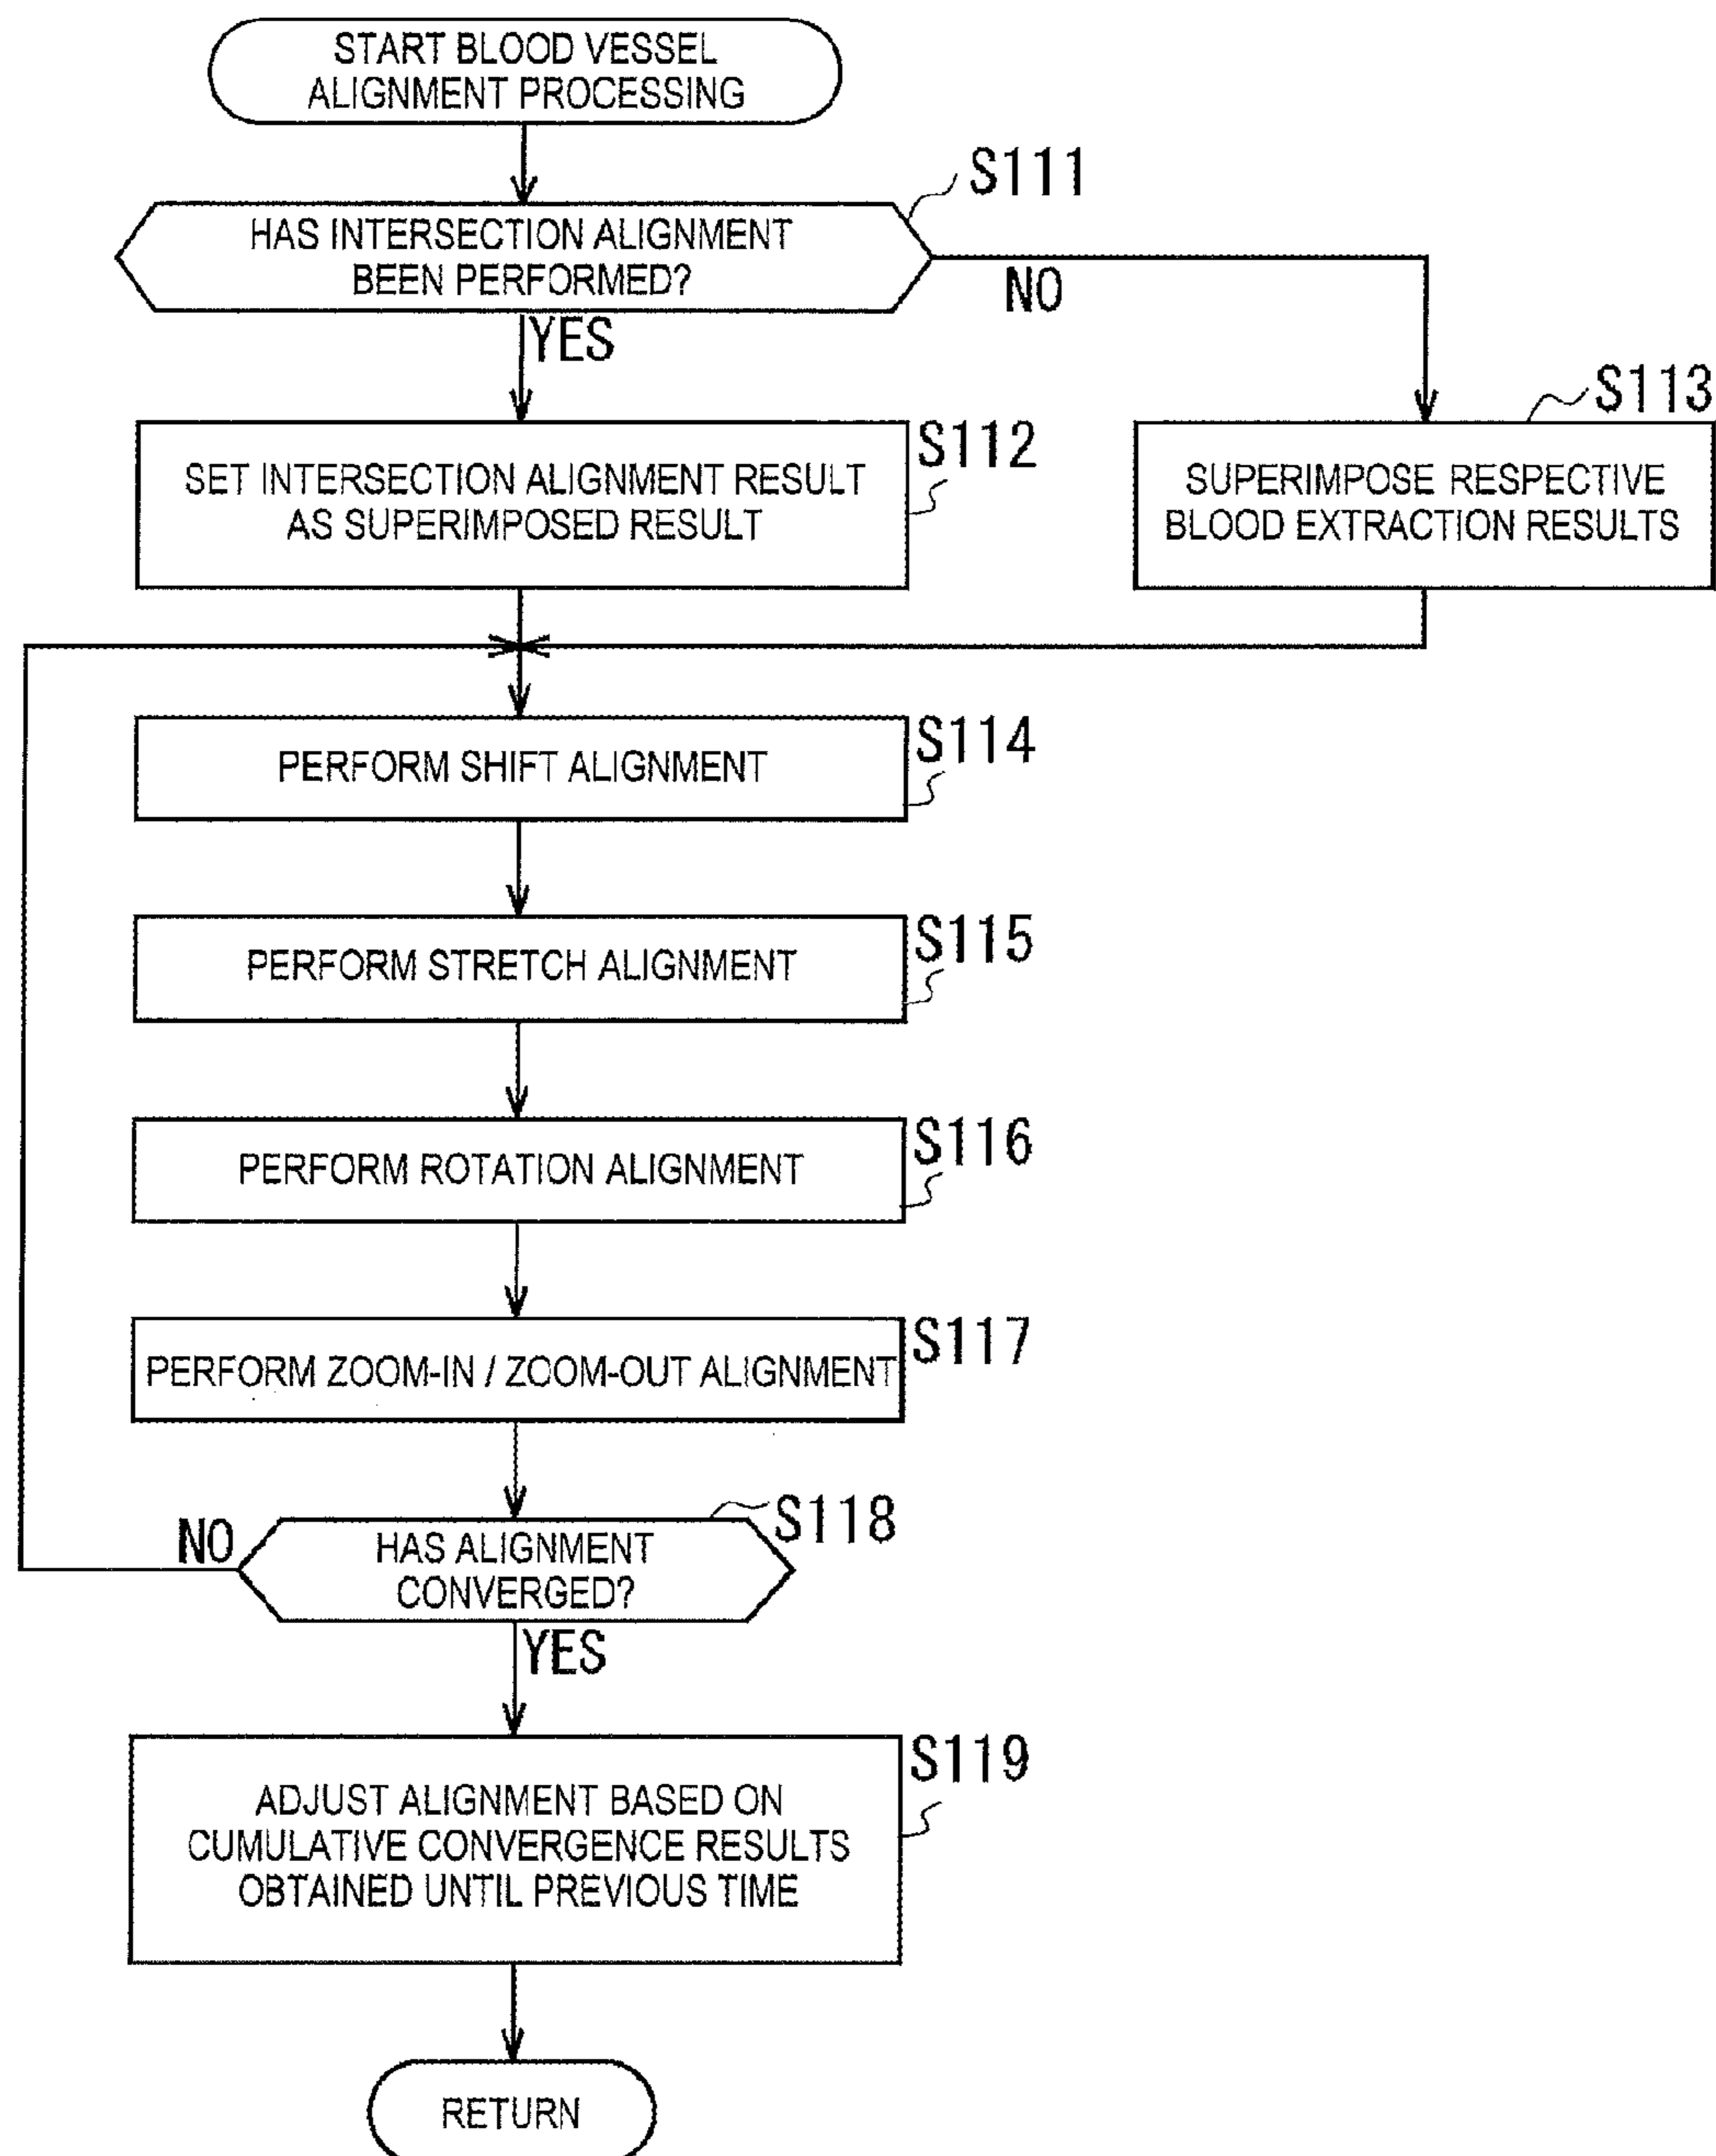 START BLOOD VESSEL
ALIGNMENT PROCESSING
S111
HAS INTERSECTION ALIGNMENT
BEEN PERFORMED?
NO
YES
S112
SET INTERSECTION ALIGNMENT RESULT
AS SUPERIMPOSED RESULT
S113
SUPERIMPOSE RESPECTIVE
BLOOD EXTRACTION RESULTS
S114
PERFORM SHIFT ALIGNMENT
S115
PERFORM STRETCH ALIGNMENT
S116
PERFORM ROTATION ALIGNMENT
S117
PERFORM ZOOM-IN / ZOOM-OUT ALIGNMENT
S118
NO
HAS ALIGNMENT
CONVERGED?
YES
S119
ADJUST ALIGNMENT BASED ON
CUMULATIVE CONVERGENCE RESULTS
OBTAINED UNTIL PREVIOUS TIME
RETURN